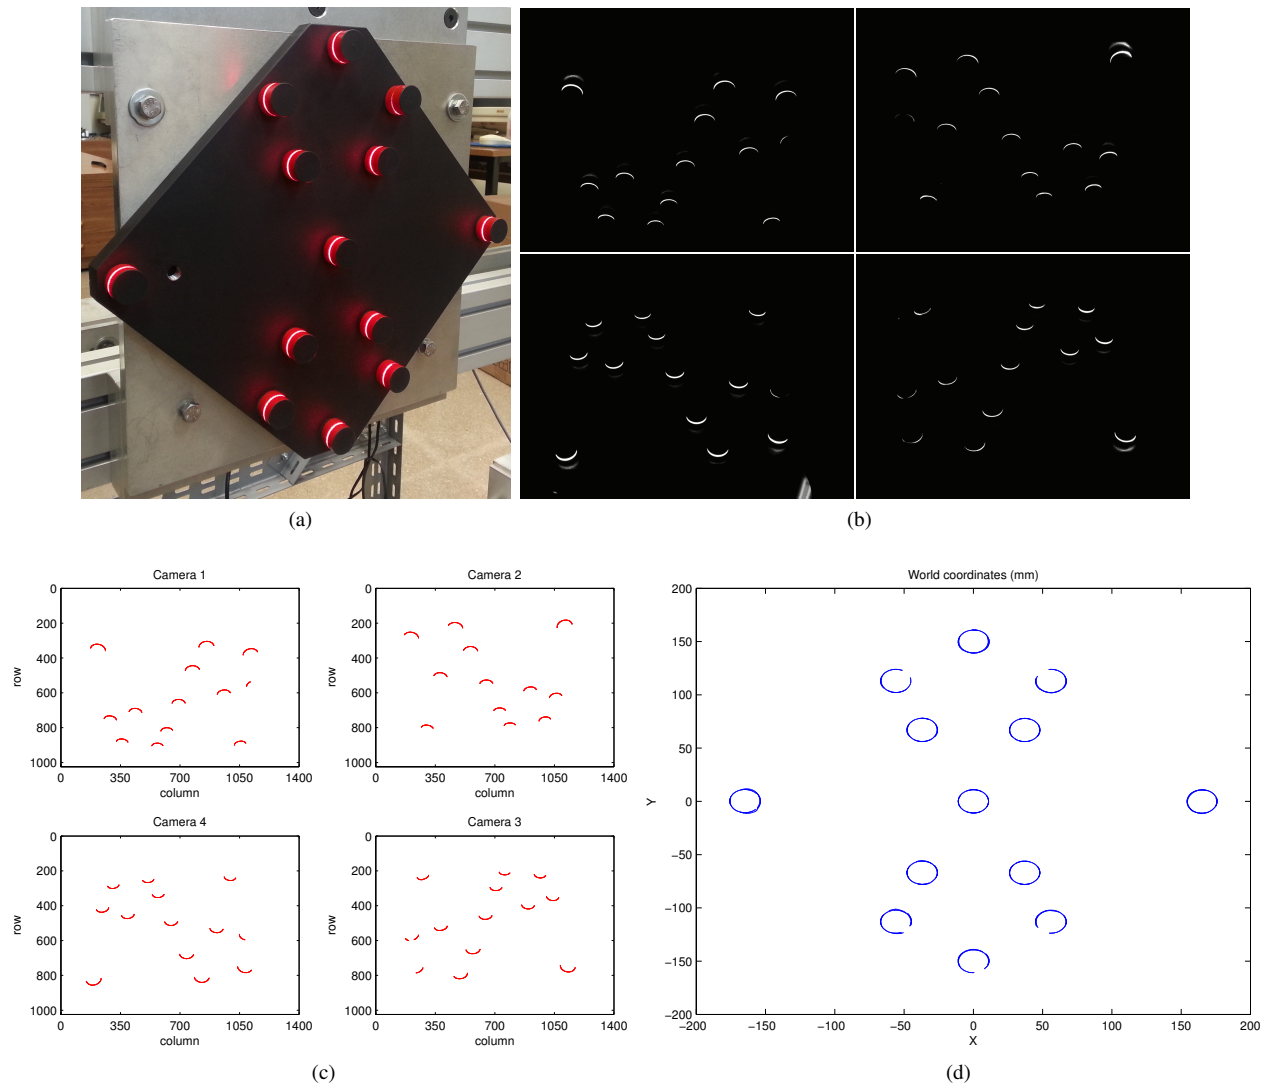 (a)
(b)
Camera 1
0
200
400
600
800
1000
row
0 350 700 1050 1400
column
Camera 2
0
200
400
600
800
1000
row
0 350 700 1050 1400
column
Camera 4
0
200
400
600
800
1000
row
0 350 700 1050 1400
column
Camera 3
0
200
400
600
800
1000
row
0 350 700 1050 1400
column
(c)
World coordinates (mm)
200
150
100
50
0
−50
−100
−150
−200
Y
−200 −150 −100 −50 0 50 100 150 200
X
(d)